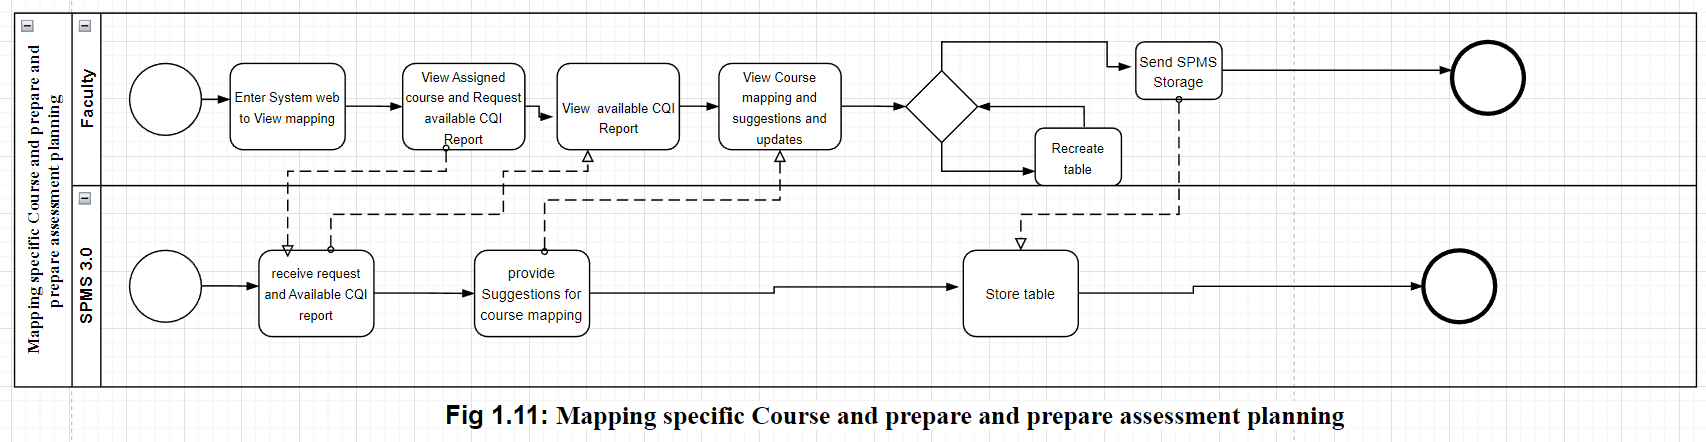 Mapping specific Course and prepare and
prepare assessment planning
Faculty
Enter System web
to View mapping
View Assigned
course and Request
available CQI
Report
View available CQI
Report
View Course
mapping and
suggestions and
updates
Send SPMS
Storage
Recreate
table
SPMS 3.0
receive request
and Available CQI
report
provide
Suggestions for
course mapping
Store table
Fig 1.11: Mapping specific Course and prepare and prepare assessment planning